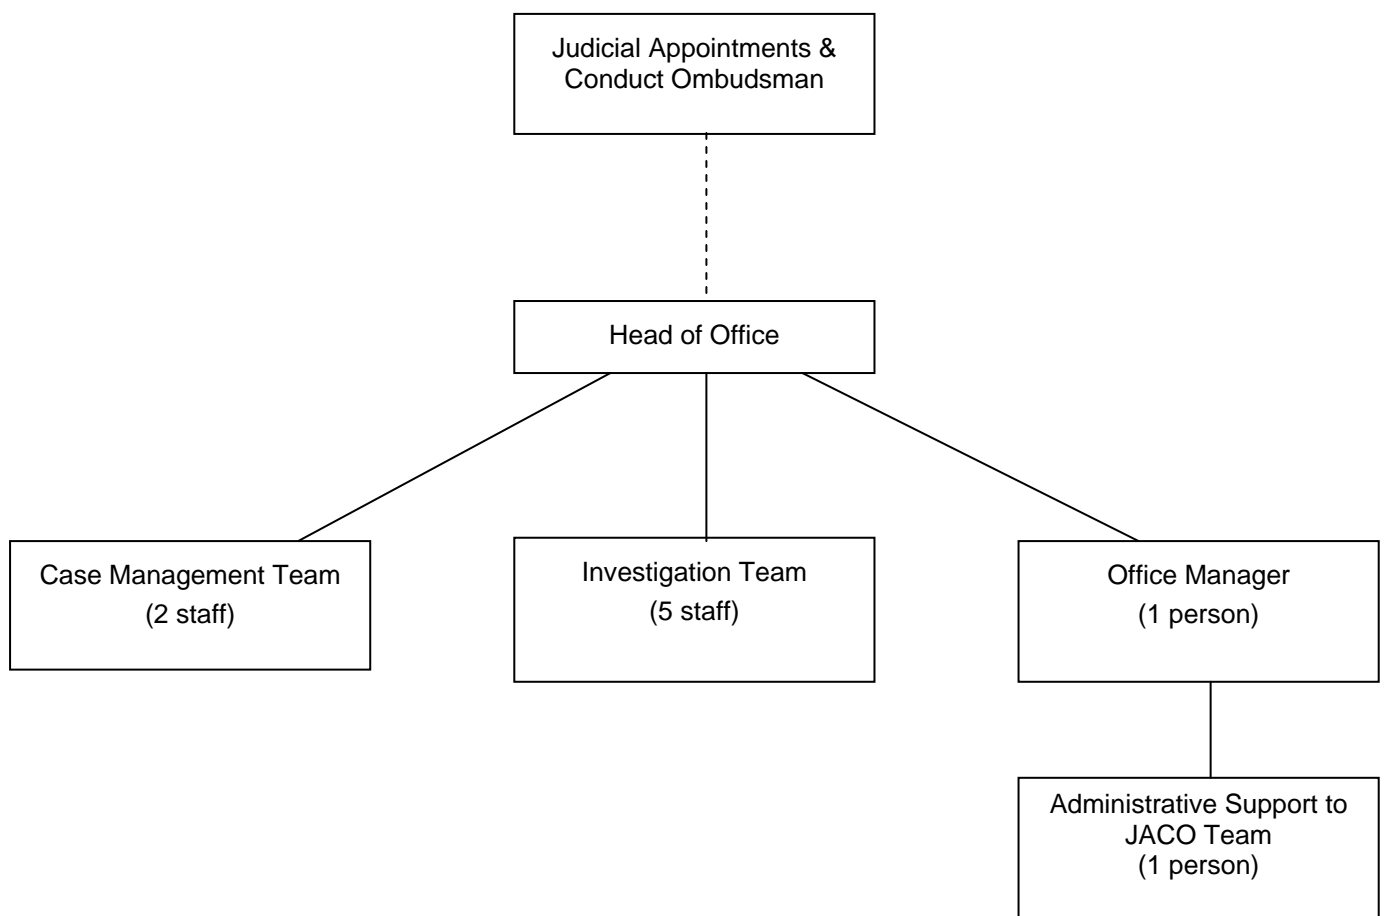 Judicial Appointments &
Conduct Ombudsman
Head of Office
Case Management Team
(2 staff)
Investigation Team
(5 staff)
Office Manager
(1 person)
Administrative Support to
JACO Team
(1 person)